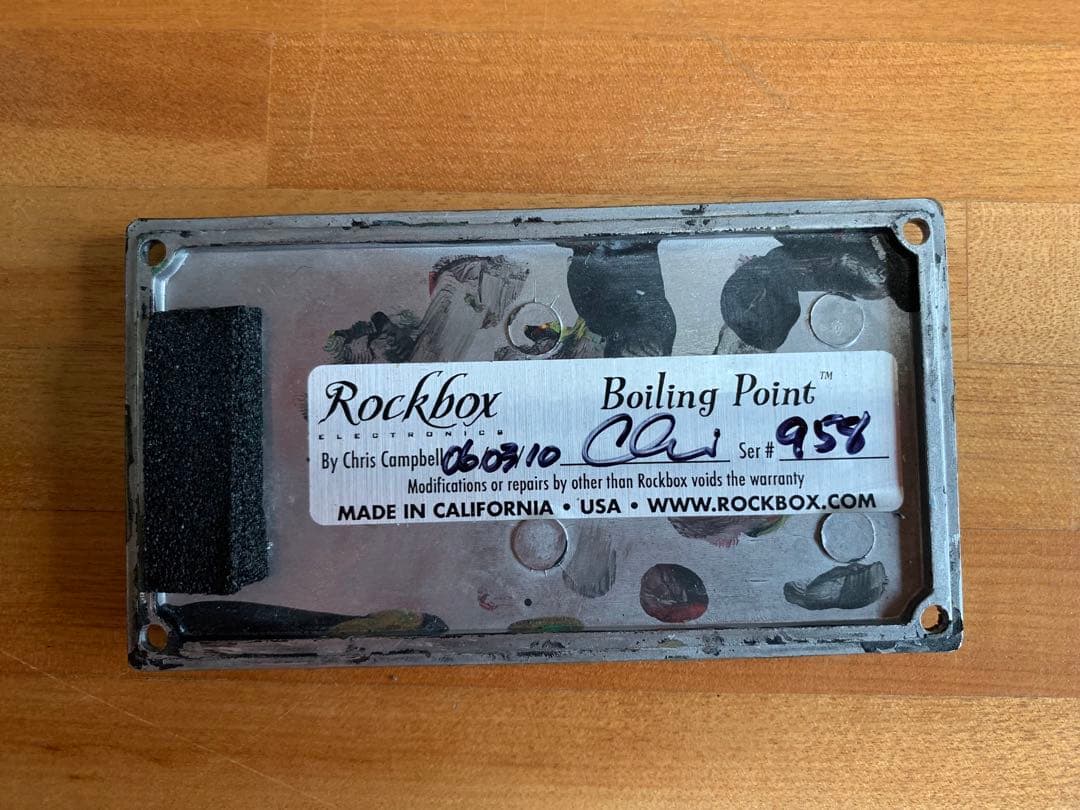 Rockbox Boiling Point™
ELECTRONICS
By Chris Campbell 06/03/10 Chris Ser # 958
Modifications or repairs by other than Rockbox voids the warranty
MADE IN CALIFORNIA • USA • WWW.ROCKBOX.COM